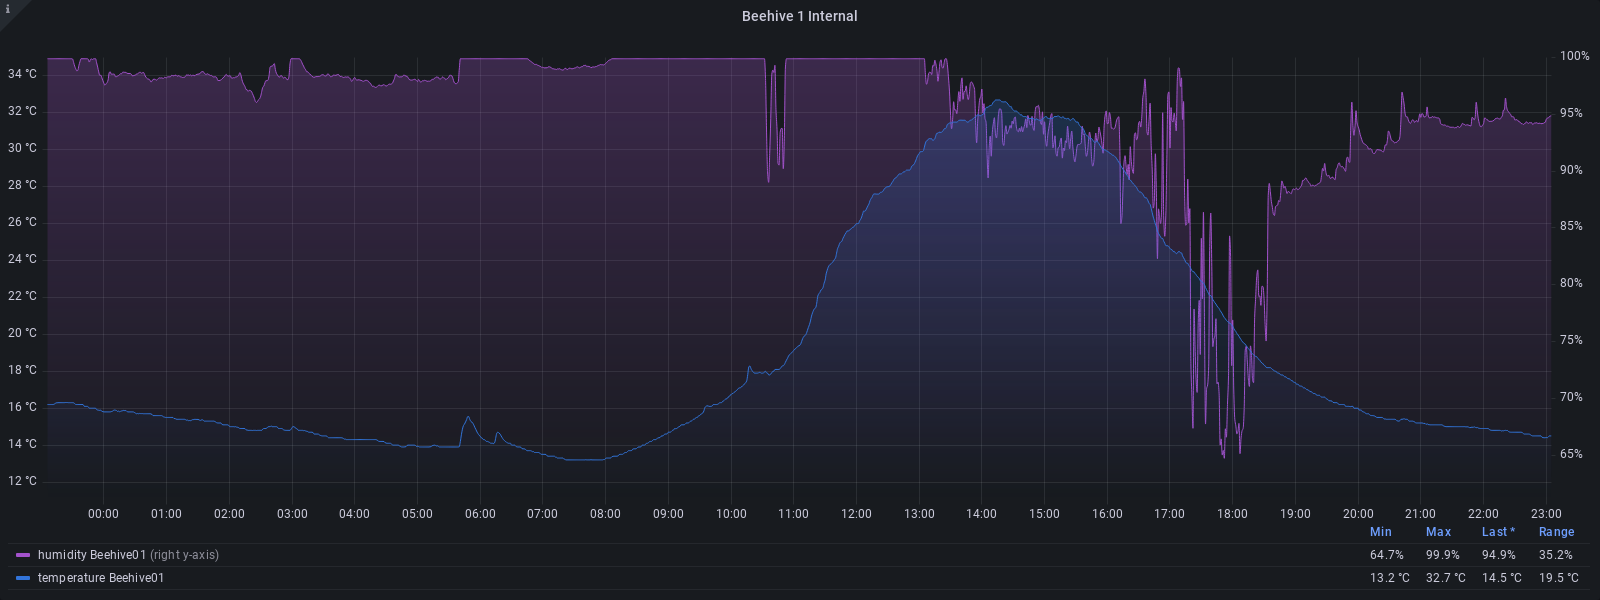 i
Beehive 1 Internal
34 °C
32 °C
30 °C
28 °C
26 °C
24 °C
22 °C
20 °C
18 °C
16 °C
14 °C
12 °C
100%
95%
90%
85%
80%
75%
70%
65%
00:00 01:00 02:00 03:00 04:00 05:00 06:00 07:00 08:00 09:00 10:00 11:00 12:00 13:00 14:00 15:00 16:00 17:00 18:00 19:00 20:00 21:00 22:00 23:00
Min Max Last * Range
humidity Beehive01 (right y-axis) 64.7% 99.9% 94.9% 35.2%
temperature Beehive01 13.2 °C 32.7 °C 14.5 °C 19.5 °C